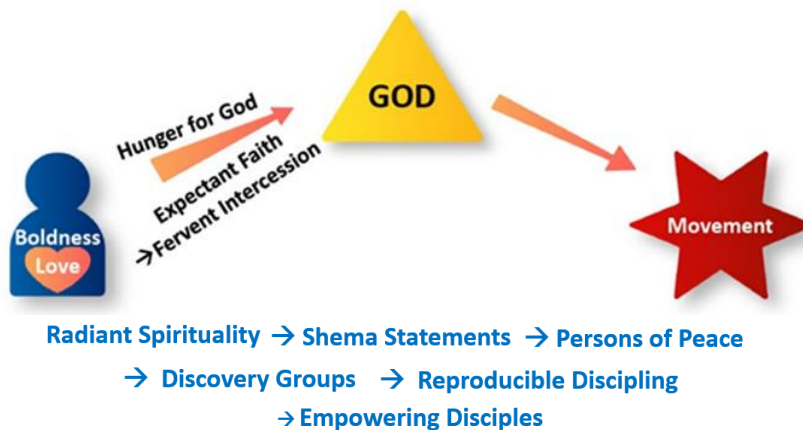 GOD
Hunger for God
Expectant Faith
→Fervent Intercession
Boldness
Love
Movement
Radiant Spirituality → Shema Statements → Persons of Peace
→ Discovery Groups → Reproducible Discipling
→ Empowering Disciples